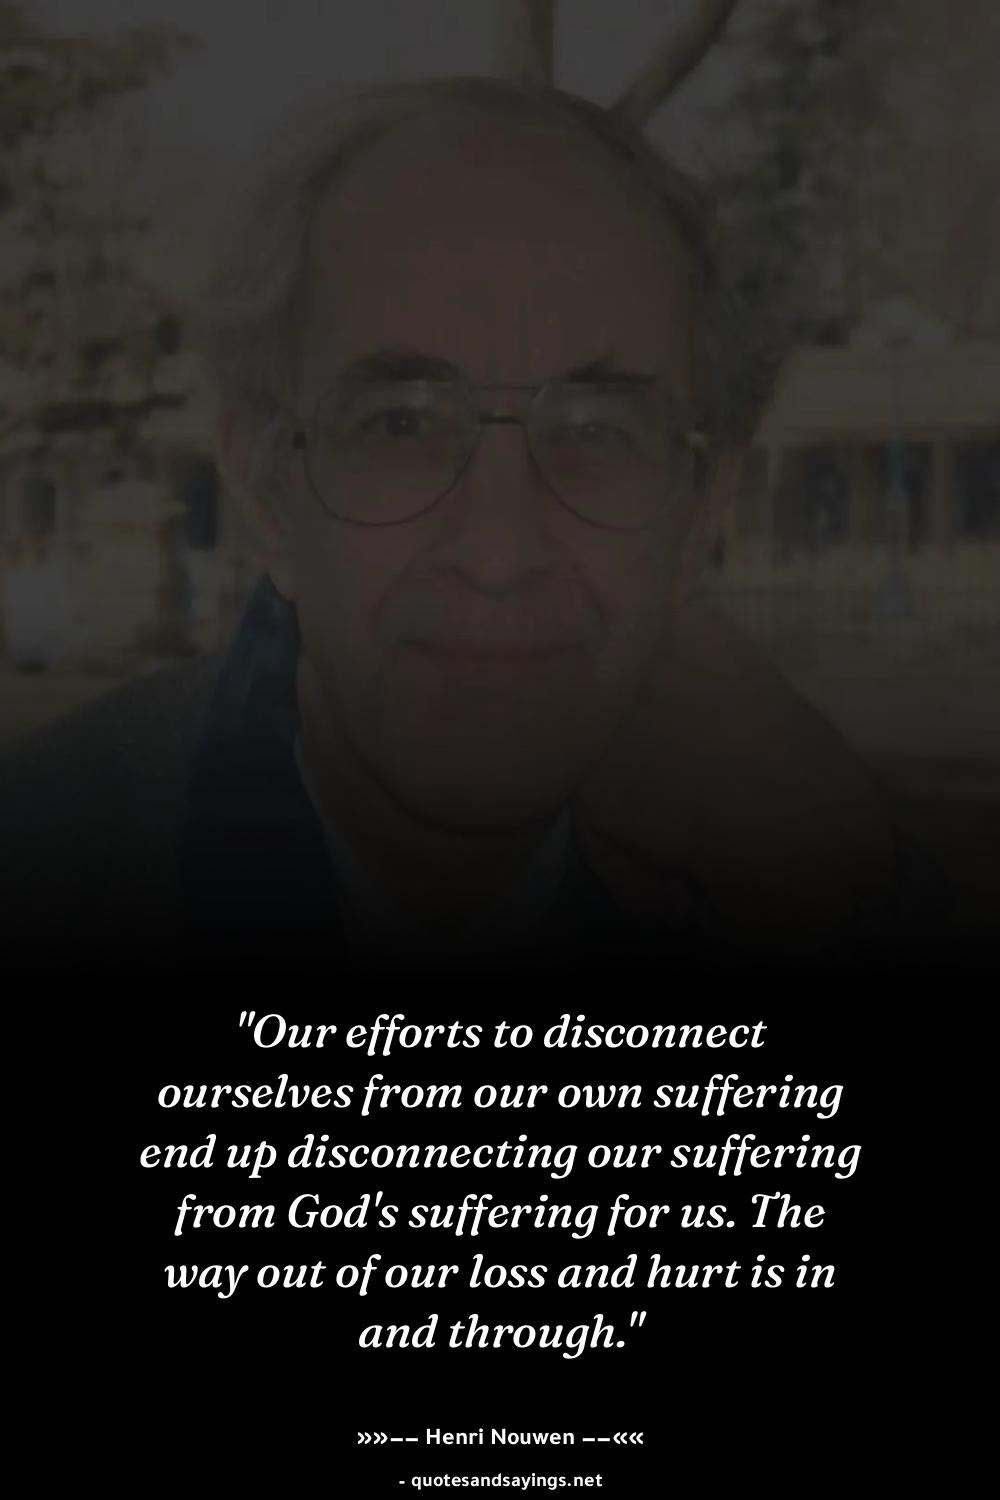 "Our efforts to disconnect
ourselves from our own suffering
end up disconnecting our suffering
from God's suffering for us. The
way out of our loss and hurt is in
and through."
»»–– Henri Nouwen ––««
- quotesandsayings.net